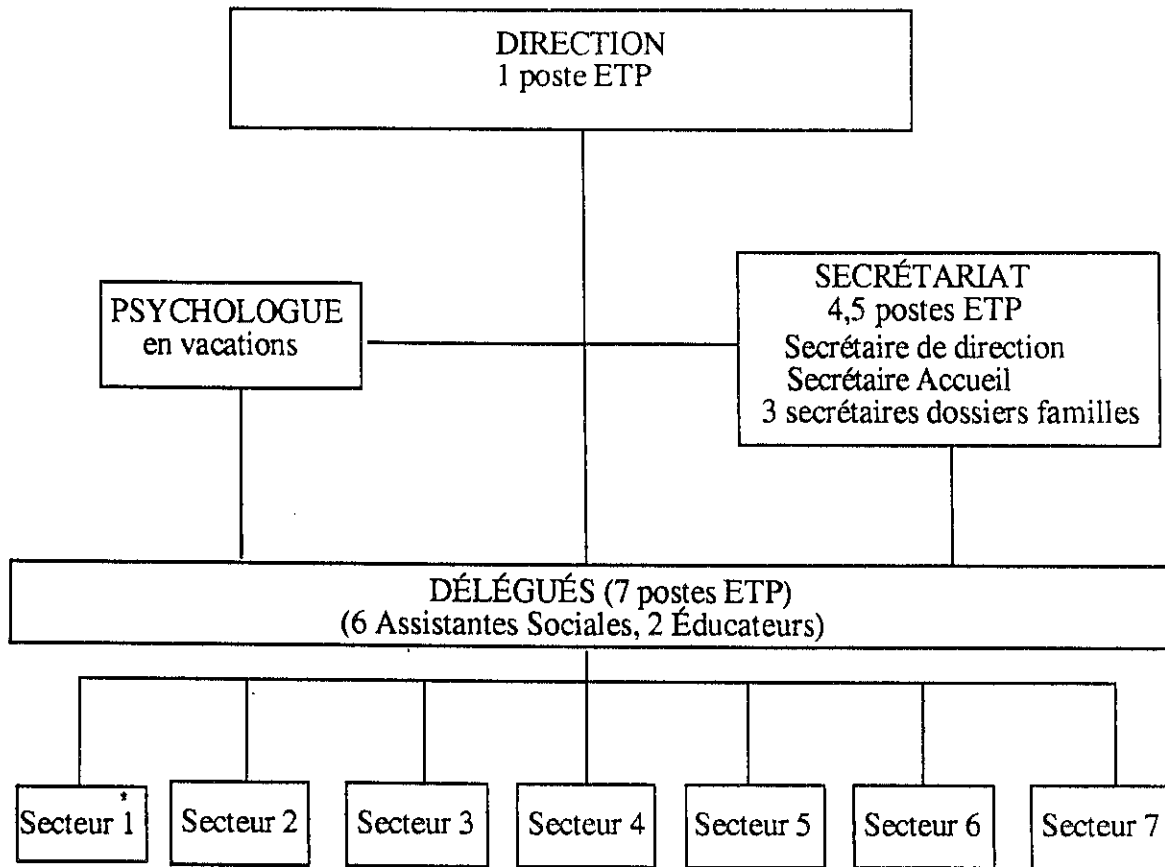 DIRECTION
1 poste ETP
PSYCHOLOGUE
en vacations
SECRÉTARIAT
4,5 postes ETP
Secrétaire de direction
Secrétaire Accueil
3 secrétaires dossiers familles
DÉLÉGUÉS (7 postes ETP)
(6 Assistantes Sociales, 2 Éducateurs)
Secteur 1*
Secteur 2
Secteur 3
Secteur 4
Secteur 5
Secteur 6
Secteur 7